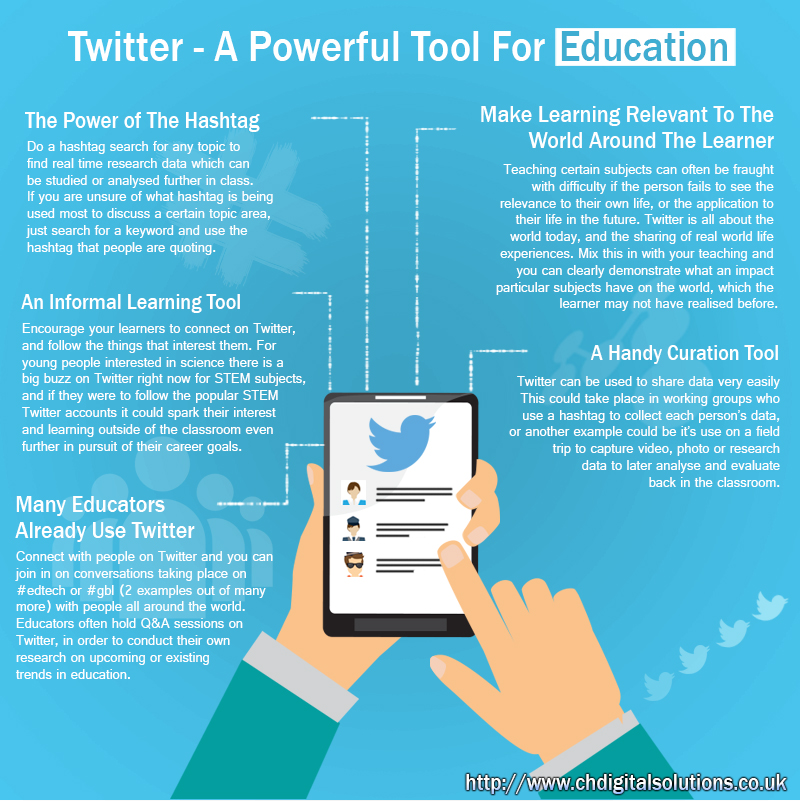 Twitter - A Powerful Tool For Education
The Power of The Hashtag
Do a hashtag search for any topic to
find real time research data which can
be studied or analysed further in class.
If you are unsure of what hashtag is being
used most to discuss a certain topic area,
just search for a keyword and use the
hashtag that people are quoting.
An Informal Learning Tool
Encourage your learners to connect on Twitter,
and follow the things that interest them. For
young people interested in science there is a
big buzz on Twitter right now for STEM subjects,
and if they were to follow the popular STEM
Twitter accounts it could spark their interest
and learning outside of the classroom even
further in pursuit of their career goals.
Many Educators
Already Use Twitter
Connect with people on Twitter and you can
join in on conversations taking place on
#edtech or #gbl (2 examples out of many
more) with people all around the world.
Educators often hold Q&A sessions on
Twitter, in order to conduct their own
research on upcoming or existing
trends in education.
Make Learning Relevant To The
World Around The Learner
Teaching certain subjects can often be fraught
with difficulty if the person fails to see the
relevance to their own life, or the application to
their life in the future. Twitter is all about the
world today, and the sharing of real world life
experiences. Mix this in with your teaching and
you can clearly demonstrate what an impact
particular subjects have on the world, which the
learner may not have realised before.
A Handy Curation Tool
Twitter can be used to share data very easily
This could take place in working groups who
use a hashtag to collect each person's data,
or another example could be it's use on a field
trip to capture video, photo or research
data to later analyse and evaluate
back in the classroom.
http://www.chdigitalsolutions.co.uk